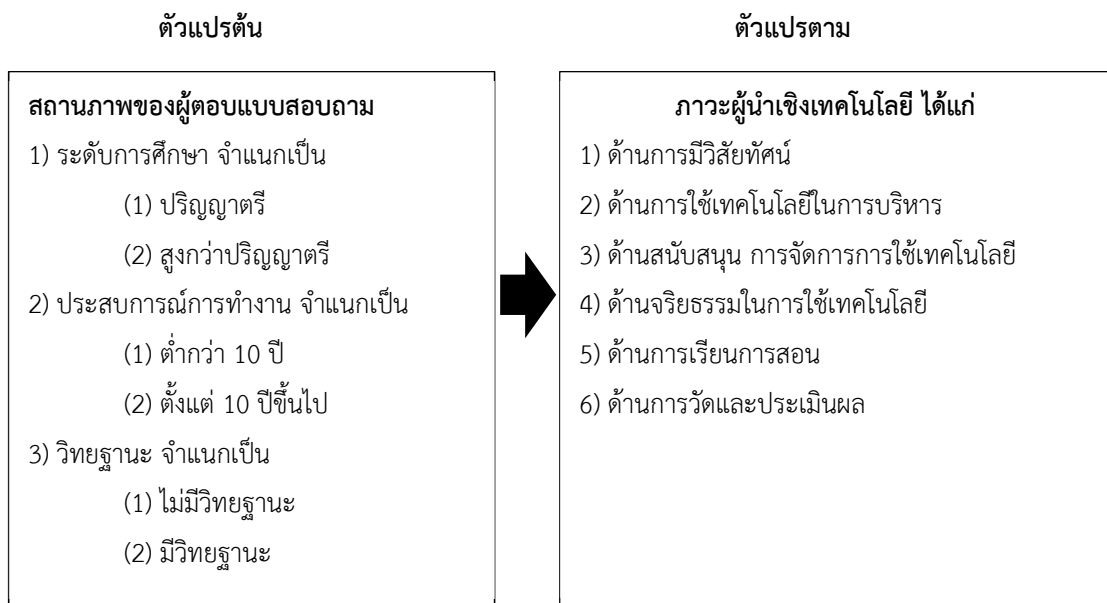 ตัวแปรต้น
ตัวแปรตาม
สถานภาพของผู้ตอบแบบสอบถาม
1) ระดับการศึกษา จำแนกเป็น
(1) ปริญญาตรี
(2) สูงกว่าปริญญาตรี
2) ประสบการณ์การทำงาน จำแนกเป็น
(1) ต่ำกว่า 10 ปี
(2) ตั้งแต่ 10 ปีขึ้นไป
3) วิทยฐานะ จำแนกเป็น
(1) ไม่มีวิทยฐานะ
(2) มีวิทยฐานะ
ภาวะผู้นำเชิงเทคโนโลยี ได้แก่
1) ด้านการมีวิสัยทัศน์
2) ด้านการใช้เทคโนโลยีในการบริหาร
3) ด้านสนับสนุน การจัดการการใช้เทคโนโลยี
4) ด้านจริยธรรมในการใช้เทคโนโลยี
5) ด้านการเรียนการสอน
6) ด้านการวัดและประเมินผล